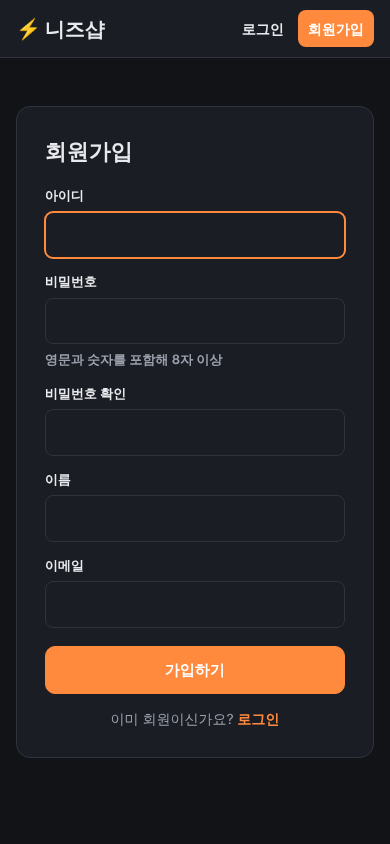 ⚡ 니즈샵 로그인 회원가입
회원가입
아이디
비밀번호
영문과 숫자를 포함해 8자 이상
비밀번호 확인
이름
이메일
가입하기
이미 회원이신가요? 로그인